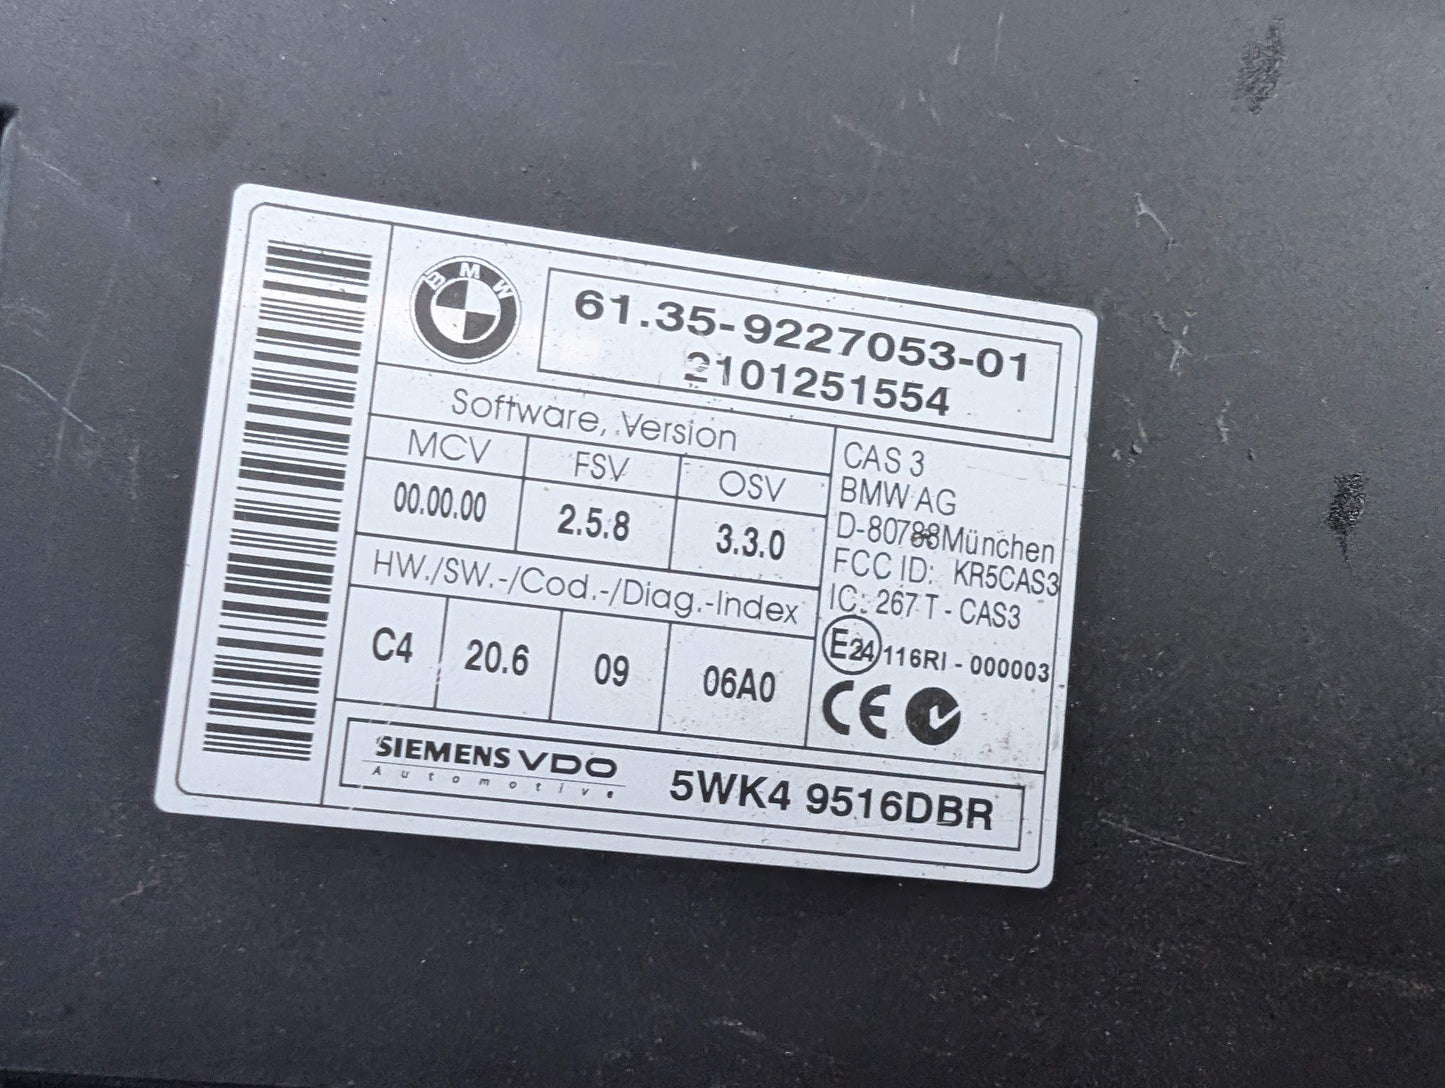 BMW
61.35-9227053-01
2101251554
Software, Version
MCV FSV OSV
00.00.00 2.5.8 3.3.0
HW./SW.-/Cod.-/Diag.-Index
C4 20.6 09 06A0
CAS 3
BMW AG
D-80788München
FCC ID: KR5CAS3
IC: 267 T - CAS3
E24 116RI - 000003
CE
SIEMENS VDO
Automotive
5WK4 9516DBR